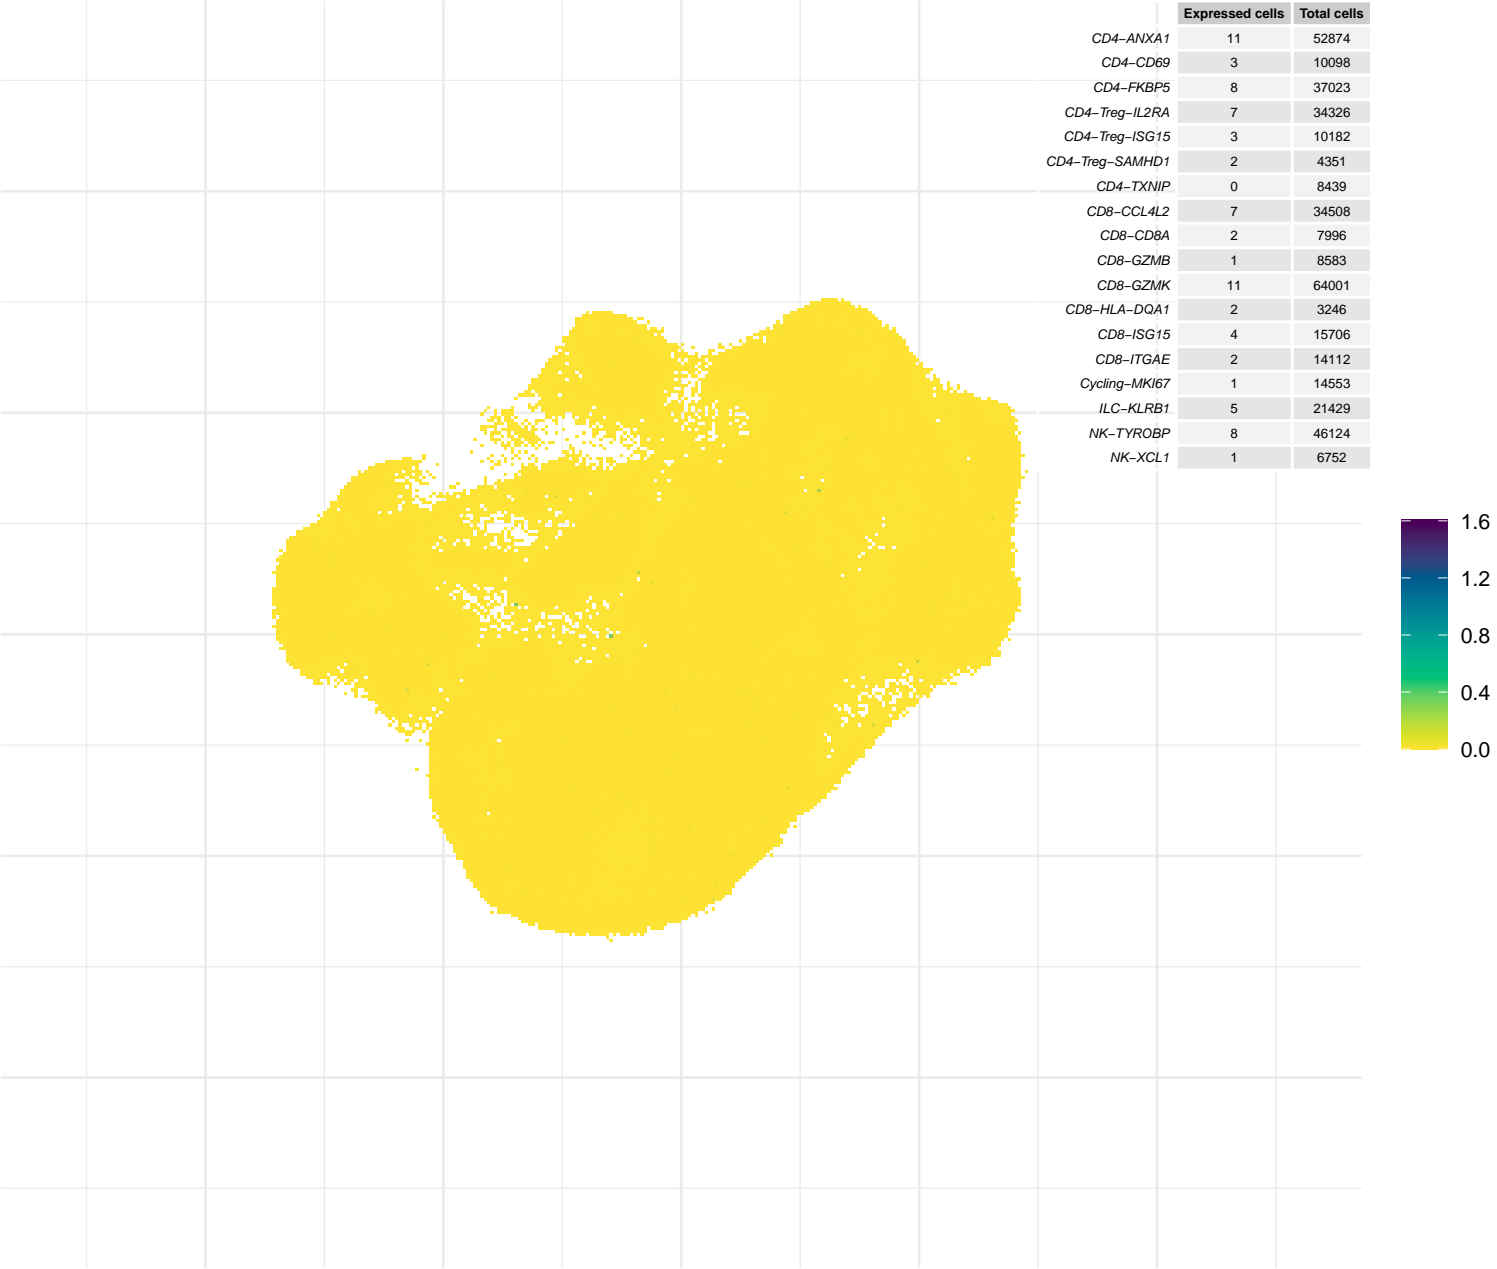 Expressed cells Total cells
CD4−ANXA1 11 52874
CD4−CD69 3 10098
CD4−FKBP5 8 37023
CD4−Treg−IL2RA 7 34326
CD4−Treg−ISG15 3 10182
CD4−Treg−SAMHD1 2 4351
CD4−TXNIP 0 8439
CD8−CCL4L2 7 34508
CD8−CD8A 2 7996
CD8−GZMB 1 8583
CD8−GZMK 11 64001
CD8−HLA−DQA1 2 3246
CD8−ISG15 4 15706
CD8−ITGAE 2 14112
Cycling−MKI67 1 14553
ILC−KLRB1 5 21429
NK−TYROBP 8 46124
NK−XCL1 1 6752
1.6
1.2
0.8
0.4
0.0